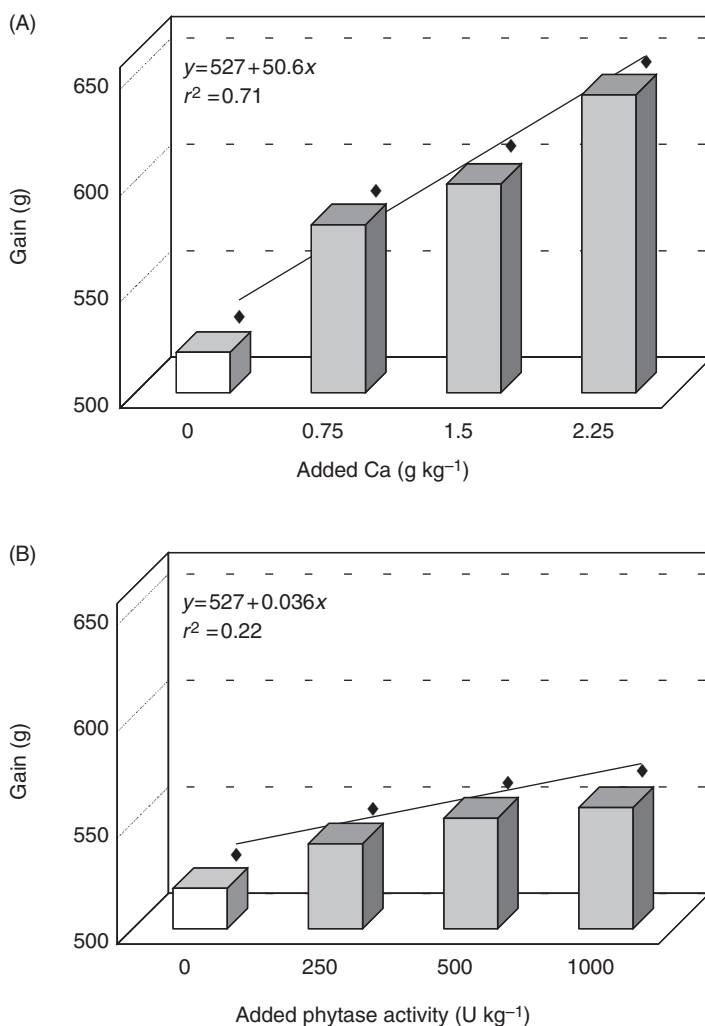 (A)
y=527+50.6x
r² =0.71
650
600
550
500
Gain (g)
0 0.75 1.5 2.25
Added Ca (g kg⁻¹)
(B)
y=527+0.036x
r² =0.22
650
600
550
500
Gain (g)
0 250 500 1000
Added phytase activity (U kg⁻¹)